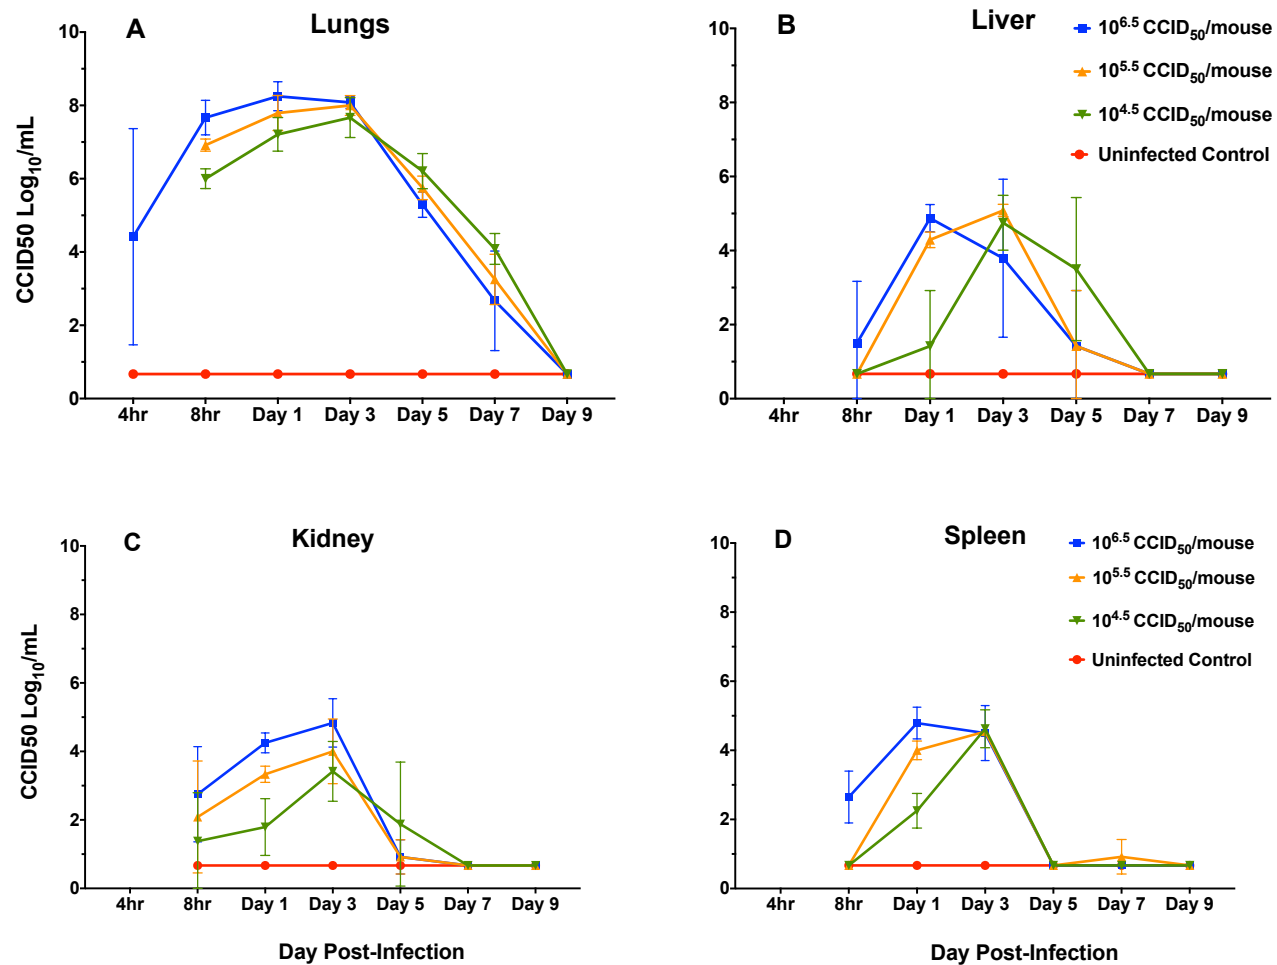 A
Lungs
CCID50 Log10/mL
10
8
6
4
2
0
4hr 8hr Day 1 Day 3 Day 5 Day 7 Day 9
B
Liver
10^6.5 CCID50/mouse
10^5.5 CCID50/mouse
10^4.5 CCID50/mouse
Uninfected Control
10
8
6
4
2
0
4hr 8hr Day 1 Day 3 Day 5 Day 7 Day 9
C
Kidney
CCID50 Log10/mL
10
8
6
4
2
0
4hr 8hr Day 1 Day 3 Day 5 Day 7 Day 9
Day Post-Infection
D
Spleen
10^6.5 CCID50/mouse
10^5.5 CCID50/mouse
10^4.5 CCID50/mouse
Uninfected Control
10
8
6
4
2
0
4hr 8hr Day 1 Day 3 Day 5 Day 7 Day 9
Day Post-Infection